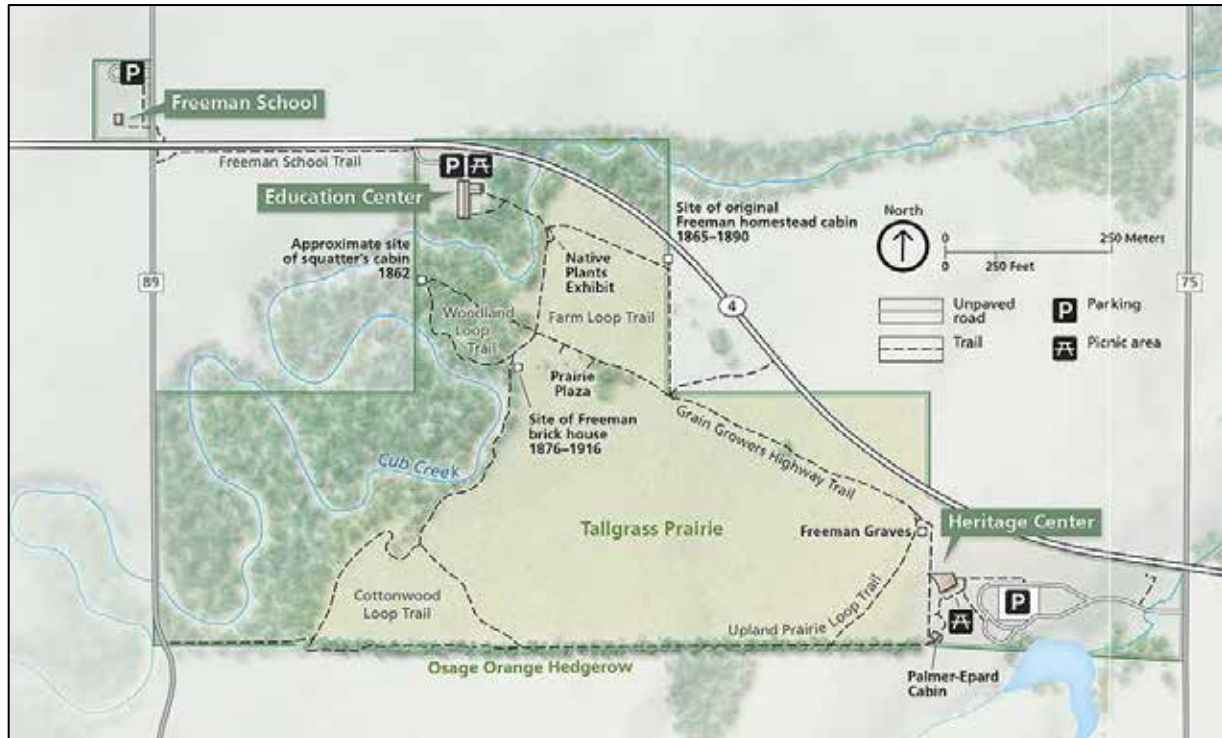 P
Freeman School
Freeman School Trail
P
Education Center
Approximate site
of squatter's cabin
1862
89
Site of original
Freeman homestead cabin
1865–1890
North
0
250 Meters
0
250 Feet
75
Native
Plants
Exhibit
4
Unpaved
road
P
Parking
Woodland
Loop
Trail
Farm Loop Trail
Trail
Picnic area
Prairie
Plaza
Site of Freeman
brick house
1876–1916
Grain Growers Highway Trail
Cub Creek
Tallgrass Prairie
Freeman Graves
Heritage Center
Cottonwood
Loop Trail
Upland Prairie Loop Trail
P
Osage Orange Hedgerow
Palmer-Epard
Cabin